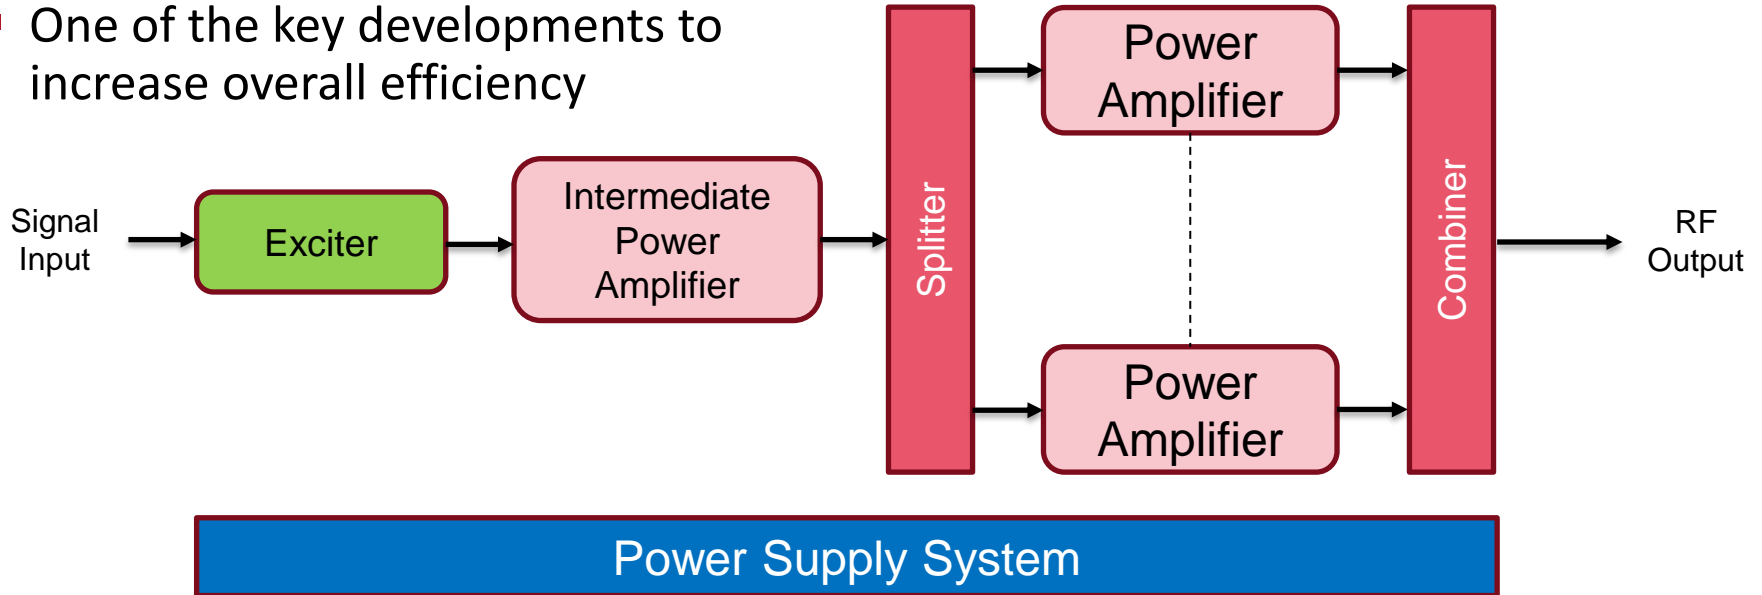 One of the key developments to
increase overall efficiency
Power
Amplifier
Signal
Input
Exciter
Intermediate
Power
Amplifier
Splitter
Combiner
RF
Output
Power
Amplifier
Power Supply System